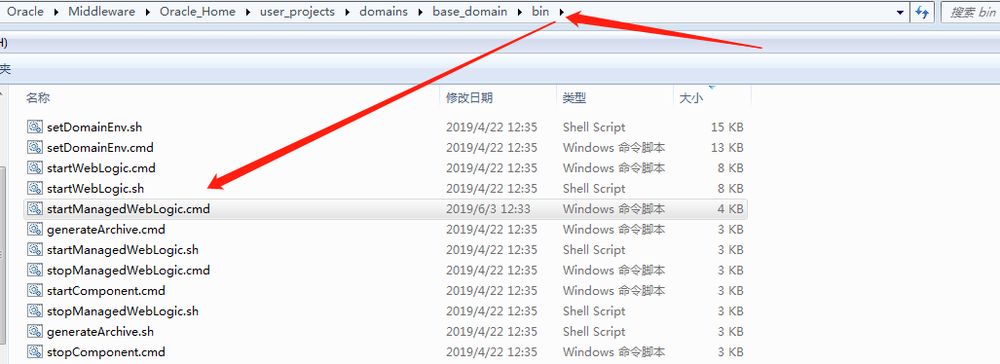 Oracle Middleware Oracle_Home user_projects domains base_domain bin 搜索 bin
H)
夹
名称 修改日期 类型 大小
setDomainEnv.sh 2019/4/22 12:35 Shell Script 15 KB
setDomainEnv.cmd 2019/4/22 12:35 Windows 命令脚本 13 KB
startWebLogic.cmd 2019/4/22 12:35 Windows 命令脚本 8 KB
startWebLogic.sh 2019/4/22 12:35 Shell Script 8 KB
startManagedWebLogic.cmd 2019/6/3 12:33 Windows 命令脚本 4 KB
generateArchive.cmd 2019/4/22 12:35 Windows 命令脚本 3 KB
startManagedWebLogic.sh 2019/4/22 12:35 Shell Script 3 KB
stopManagedWebLogic.cmd 2019/4/22 12:35 Windows 命令脚本 3 KB
startComponent.cmd 2019/4/22 12:35 Windows 命令脚本 3 KB
stopManagedWebLogic.sh 2019/4/22 12:35 Shell Script 3 KB
generateArchive.sh 2019/4/22 12:35 Shell Script 3 KB
stopComponent.cmd 2019/4/22 12:35 Windows 命令脚本 3 KB